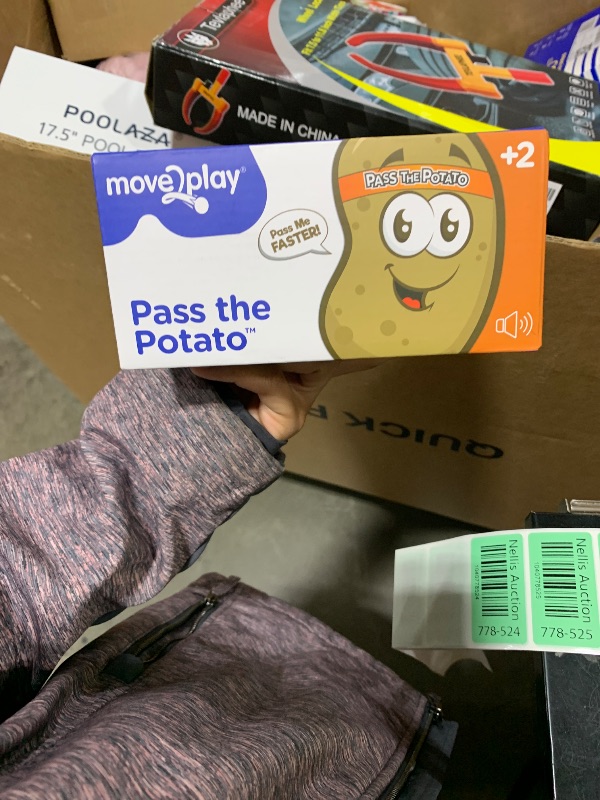 Tevlaphee
MADE IN CHINA
POOLAZA
17.5" POOL
move2play®
+2
PASS THE POTATO
Pass Me
FASTER!
Pass the
Potato™
QUICK
Nellis Auction
778-524
Nellis Auction
778-525